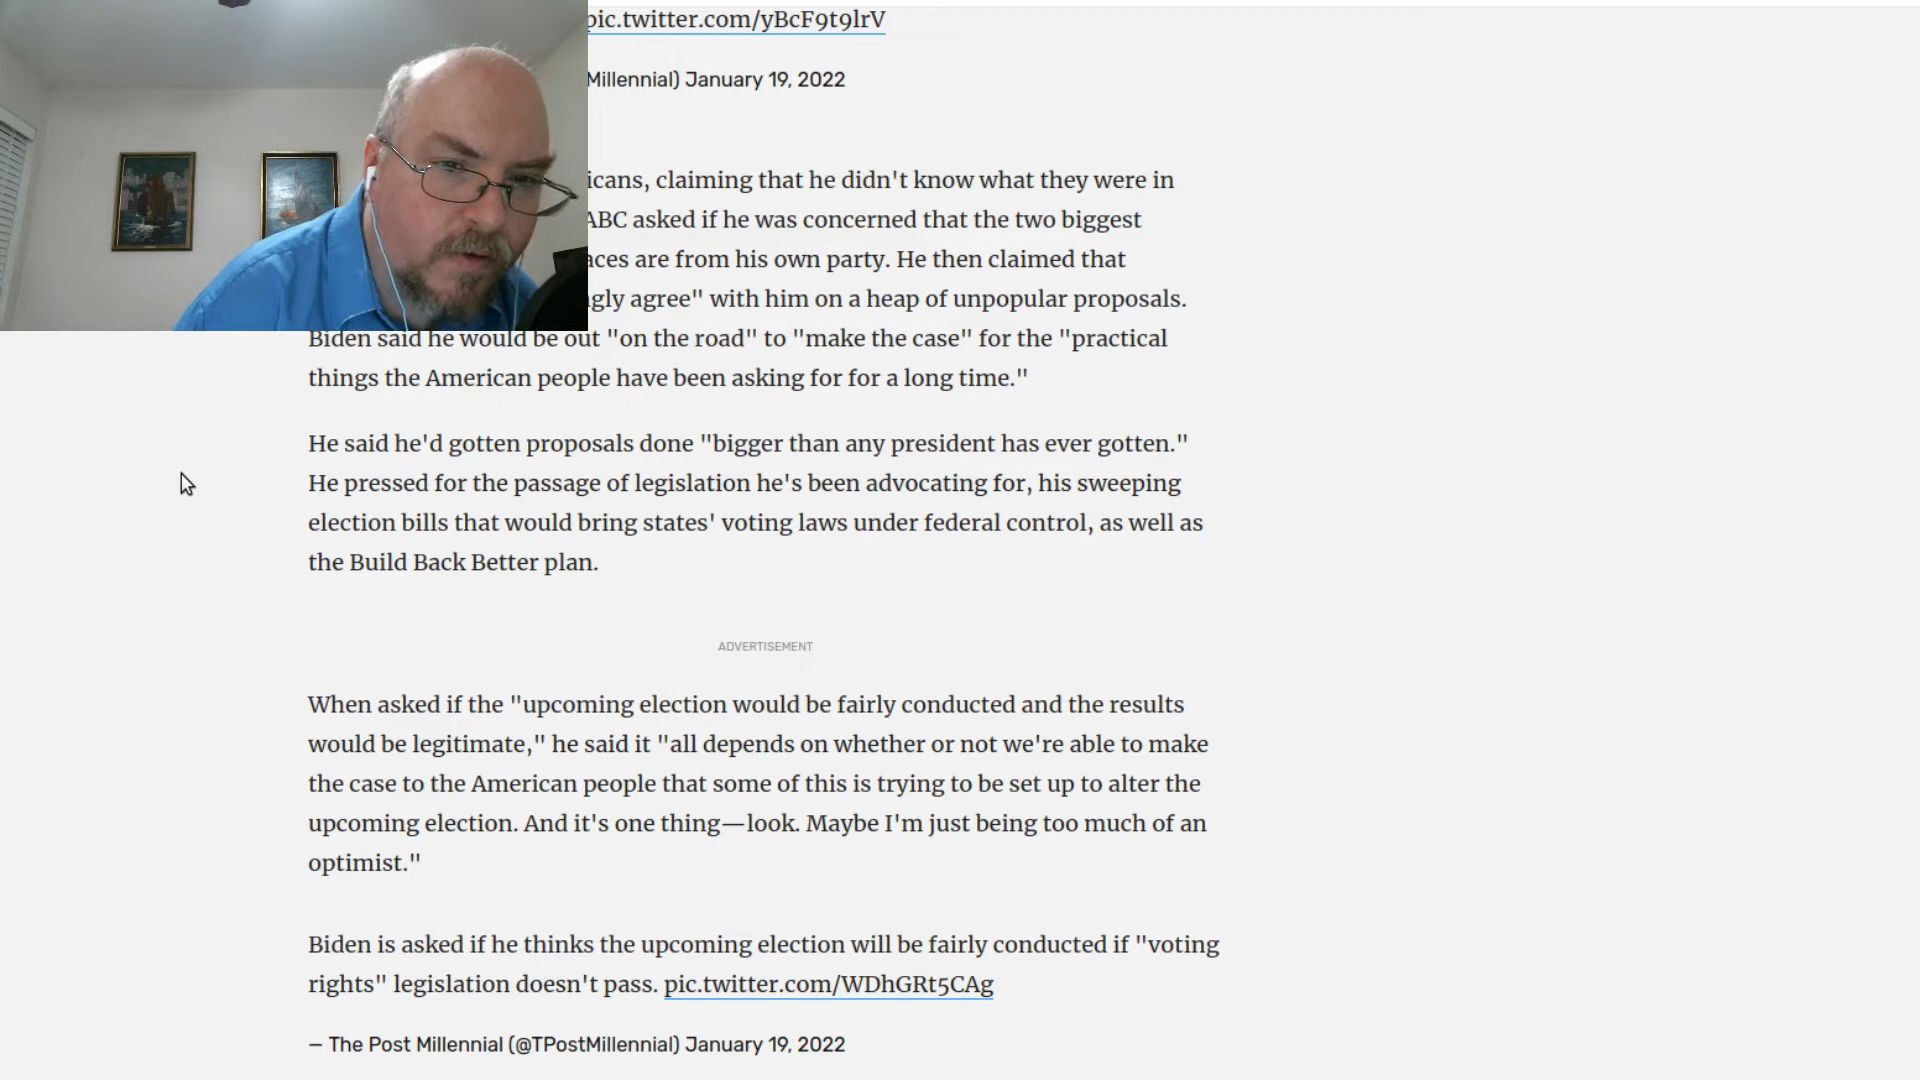 pic.twitter.com/yBcF9t9lrV
Millennial) January 19, 2022
icans, claiming that he didn't know what they were in
ABC asked if he was concerned that the two biggest
aces are from his own party. He then claimed that
ngly agree" with him on a heap of unpopular proposals.
Biden said he would be out "on the road" to "make the case" for the "practical
things the American people have been asking for for a long time."
He said he'd gotten proposals done "bigger than any president has ever gotten."
He pressed for the passage of legislation he's been advocating for, his sweeping
election bills that would bring states' voting laws under federal control, as well as
the Build Back Better plan.
ADVERTISEMENT
When asked if the "upcoming election would be fairly conducted and the results
would be legitimate," he said it "all depends on whether or not we're able to make
the case to the American people that some of this is trying to be set up to alter the
upcoming election. And it's one thing—look. Maybe I'm just being too much of an
optimist."
Biden is asked if he thinks the upcoming election will be fairly conducted if "voting
rights" legislation doesn't pass. pic.twitter.com/WDhGRt5CAg
— The Post Millennial (@TPostMillennial) January 19, 2022